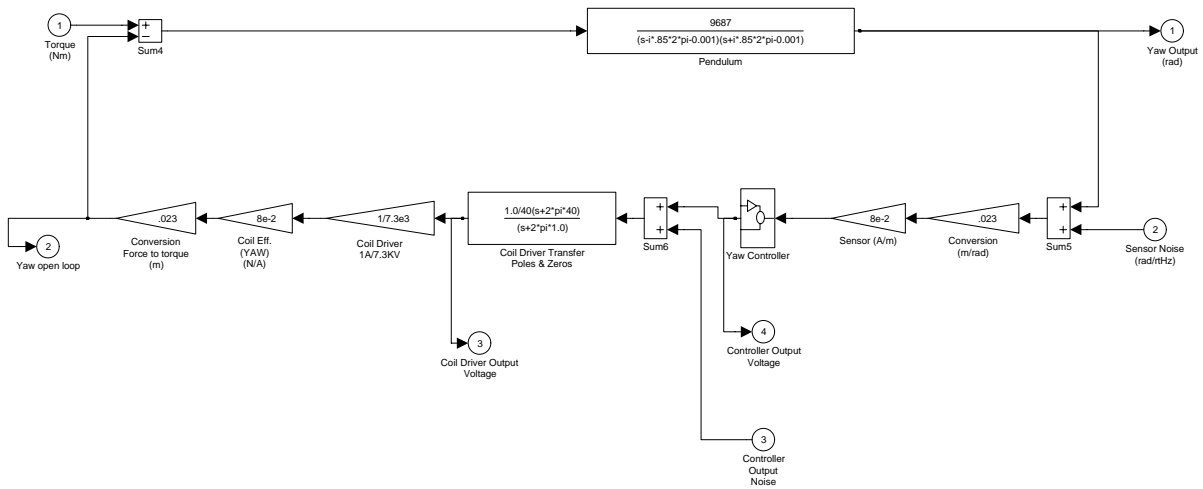 1
Torque
(Nm)
+
−
Sum4
9687
(s-i*.85*2*pi-0.001)(s+i*.85*2*pi-0.001)
Pendulum
1
Yaw Output
(rad)
2
Yaw open loop
.023
Conversion
Force to torque
(m)
8e-2
Coil Eff.
(YAW)
(N/A)
1/7.3e3
Coil Driver
1A/7.3KV
1.0/40(s+2*pi*40)
(s+2*pi*1.0)
Coil Driver Transfer
Poles & Zeros
+
+
Sum6
Yaw Controller
8e-2
Sensor (A/m)
.023
Conversion
(m/rad)
+
+
Sum5
2
Sensor Noise
(rad/rtHz)
3
Coil Driver Output
Voltage
4
Controller Output
Voltage
3
Controller
Output
Noise